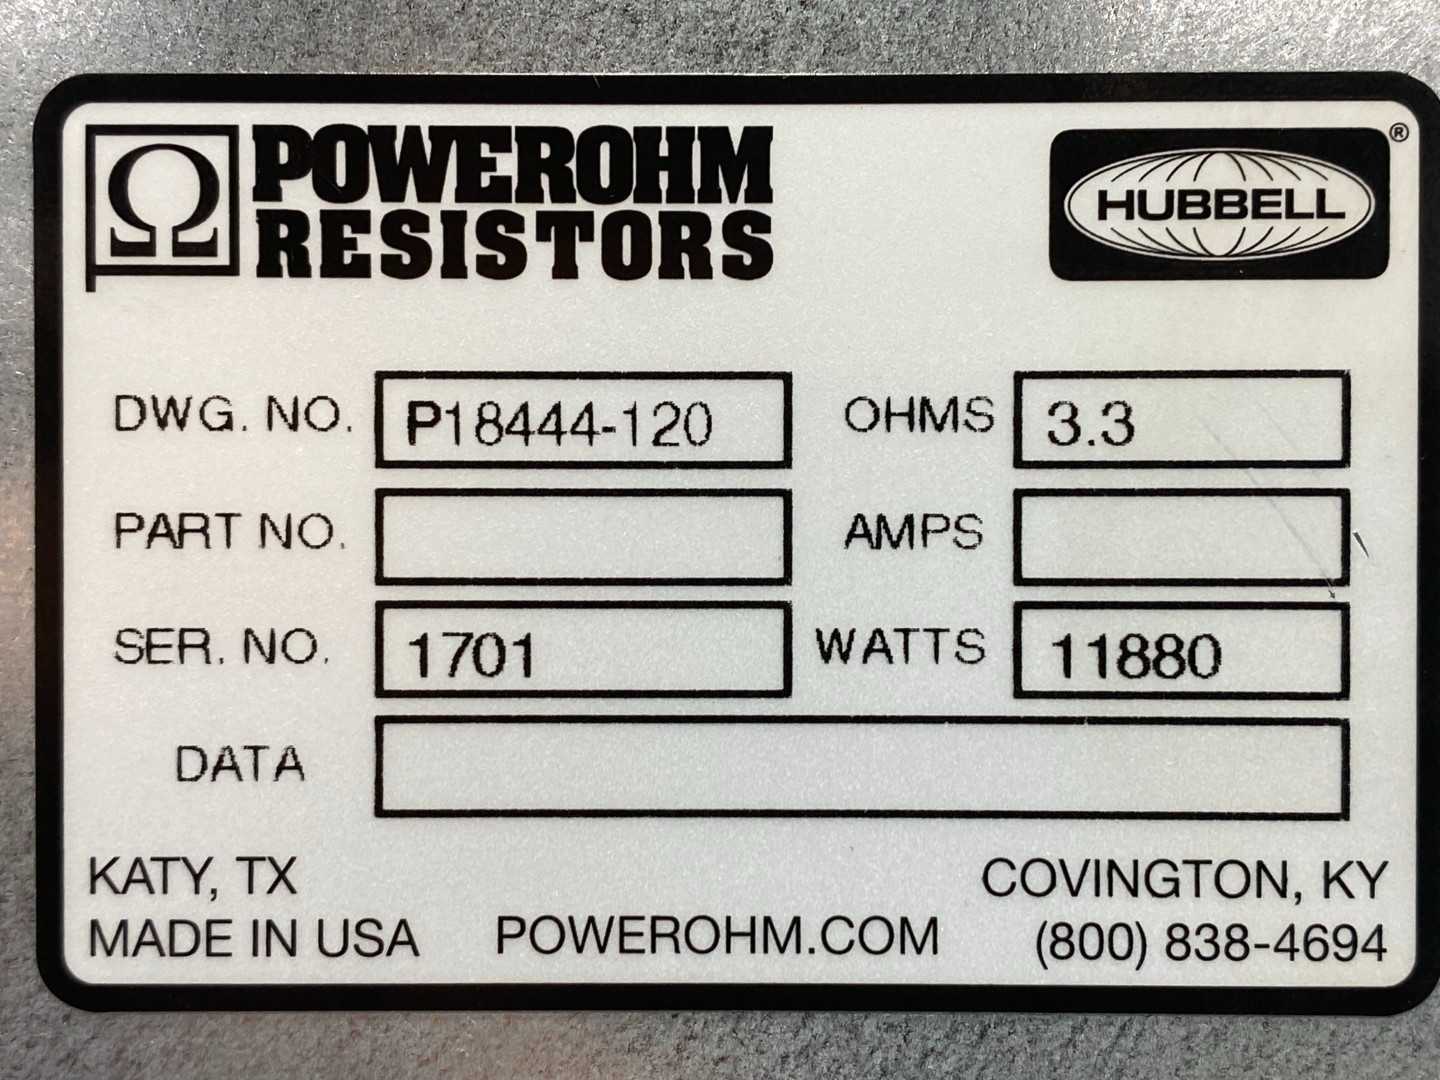 Ω POWEROHM
RESISTORS
HUBBELL ®
DWG. NO. P18444-120 OHMS 3.3
PART NO. AMPS
SER. NO. 1701 WATTS 11880
DATA
KATY, TX COVINGTON, KY
MADE IN USA POWEROHM.COM (800) 838-4694